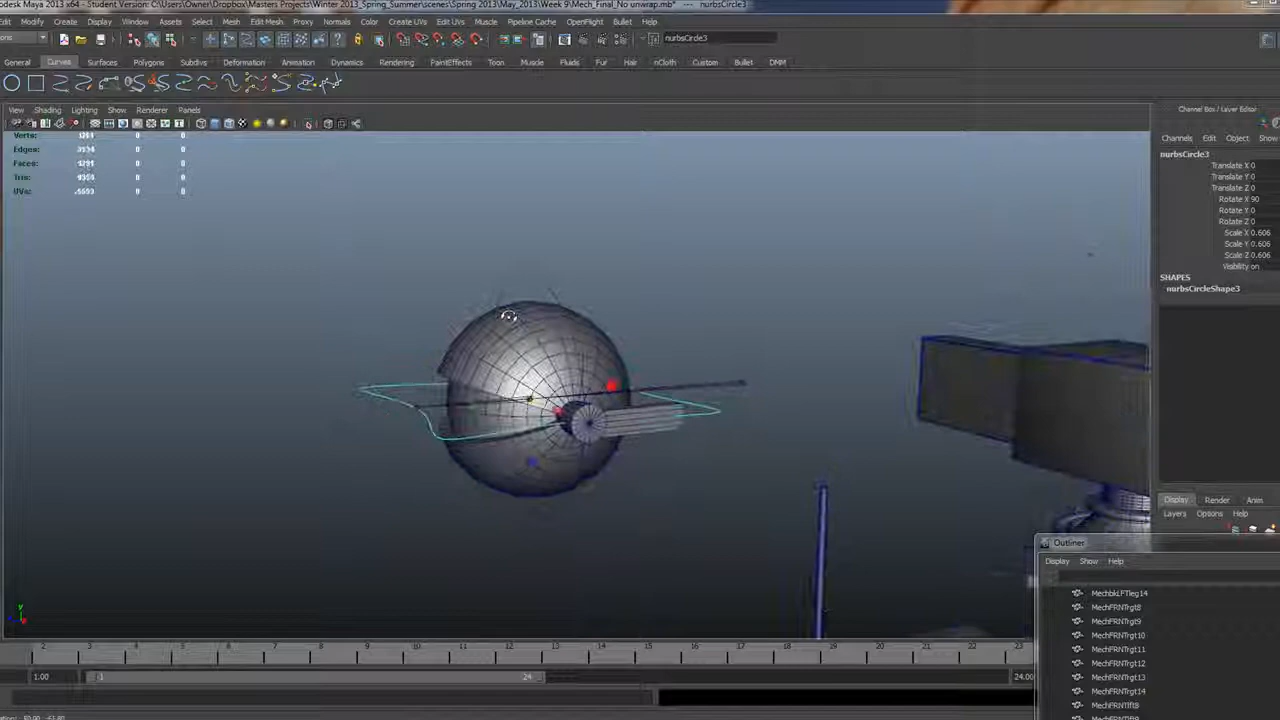 odesk Maya 2013 x64 - Student Version: C:\Users\Owner\Dropbox\Masters Projects\Winter 2013_Spring_Summer\scenes\Spring and Summer\May_2013\Week 9\Mech_Final_No unwrap.mb* --- nurbsCircle3
Edit Modify Create Display Window Assets Select Mesh Edit Mesh Proxy Normals Color Create UVs Edit UVs Muscle Pipeline Cache OpenFlight Bullet Help
ons nurbsCircle3
General Curves Surfaces Polygons Subdivs Deformation Animation Dynamics Rendering PaintEffects Toon Muscle Fluids Fur Hair nCloth Custom Bullet DMM
Channel Box / Layer Editor
View Shading Lighting Show Renderer Panels
Channels Edit Object Show
Verts: 0 0
Edges: 0 0
Faces: 0 0
Tris: 0 0
UVs: 0 0
nurbsCircle3
Translate X 0
Translate Y 0
Translate Z 0
Rotate X 90
Rotate Y 0
Rotate Z 0
Scale X 0.606
Scale Y 0.606
Scale Z 0.606
Visibility on
SHAPES
nurbsCircleShape3
Display Render Anim
Layers Options Help
Outliner
Display Show Help
MechbkLFTleg14
MechFRNTrgt8
MechFRNTrgt9
MechFRNTrgt10
MechFRNTrgt11
MechFRNTrgt12
MechFRNTrgt13
MechFRNTrgt14
MechFRNTlft8
y
2 3 4 5 6 7 8 9 10 11 12 13 14 15 16 17 18 19 20 21 22 23
1.00 1 24 24.00